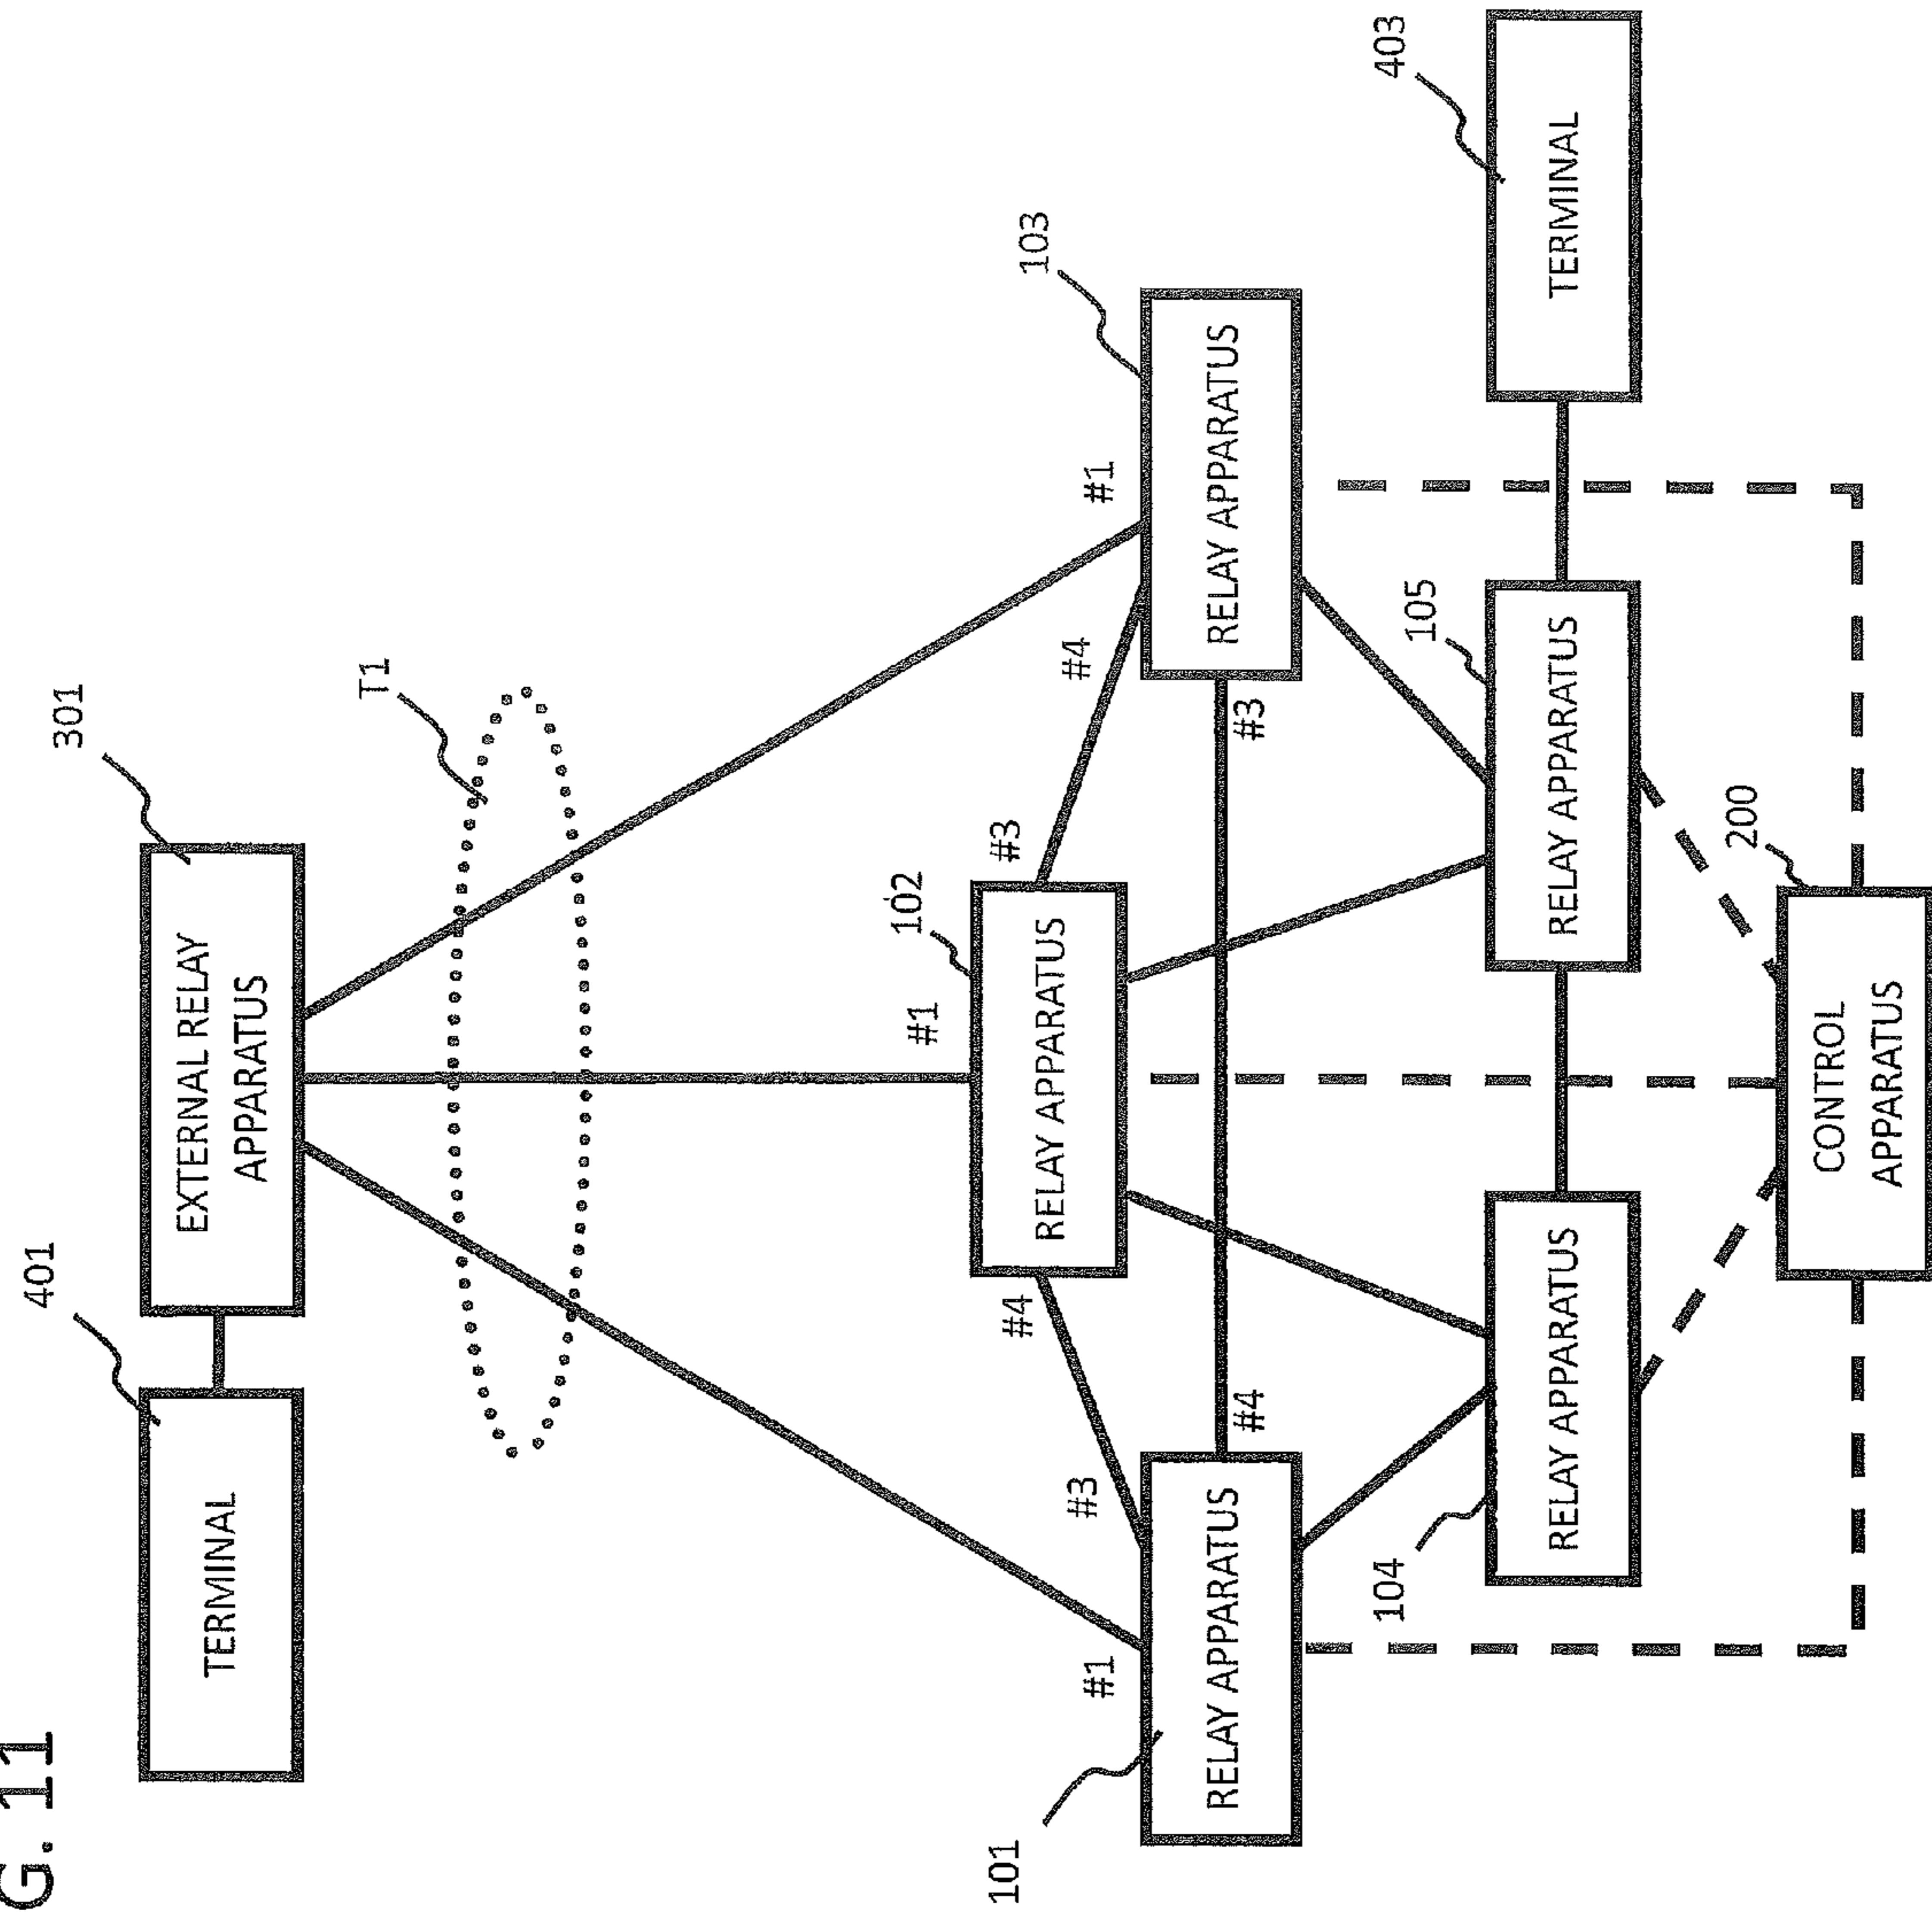 G. 11
401
301
TERMINAL
EXTERNAL RELAY
APPARATUS
T1
102
#1
#4
#3
RELAY APPARATUS
101
103
#1
#3
#4
#1
RELAY APPARATUS
#4
#3
RELAY APPARATUS
104
105
403
RELAY APPARATUS
RELAY APPARATUS
TERMINAL
200
CONTROL
APPARATUS